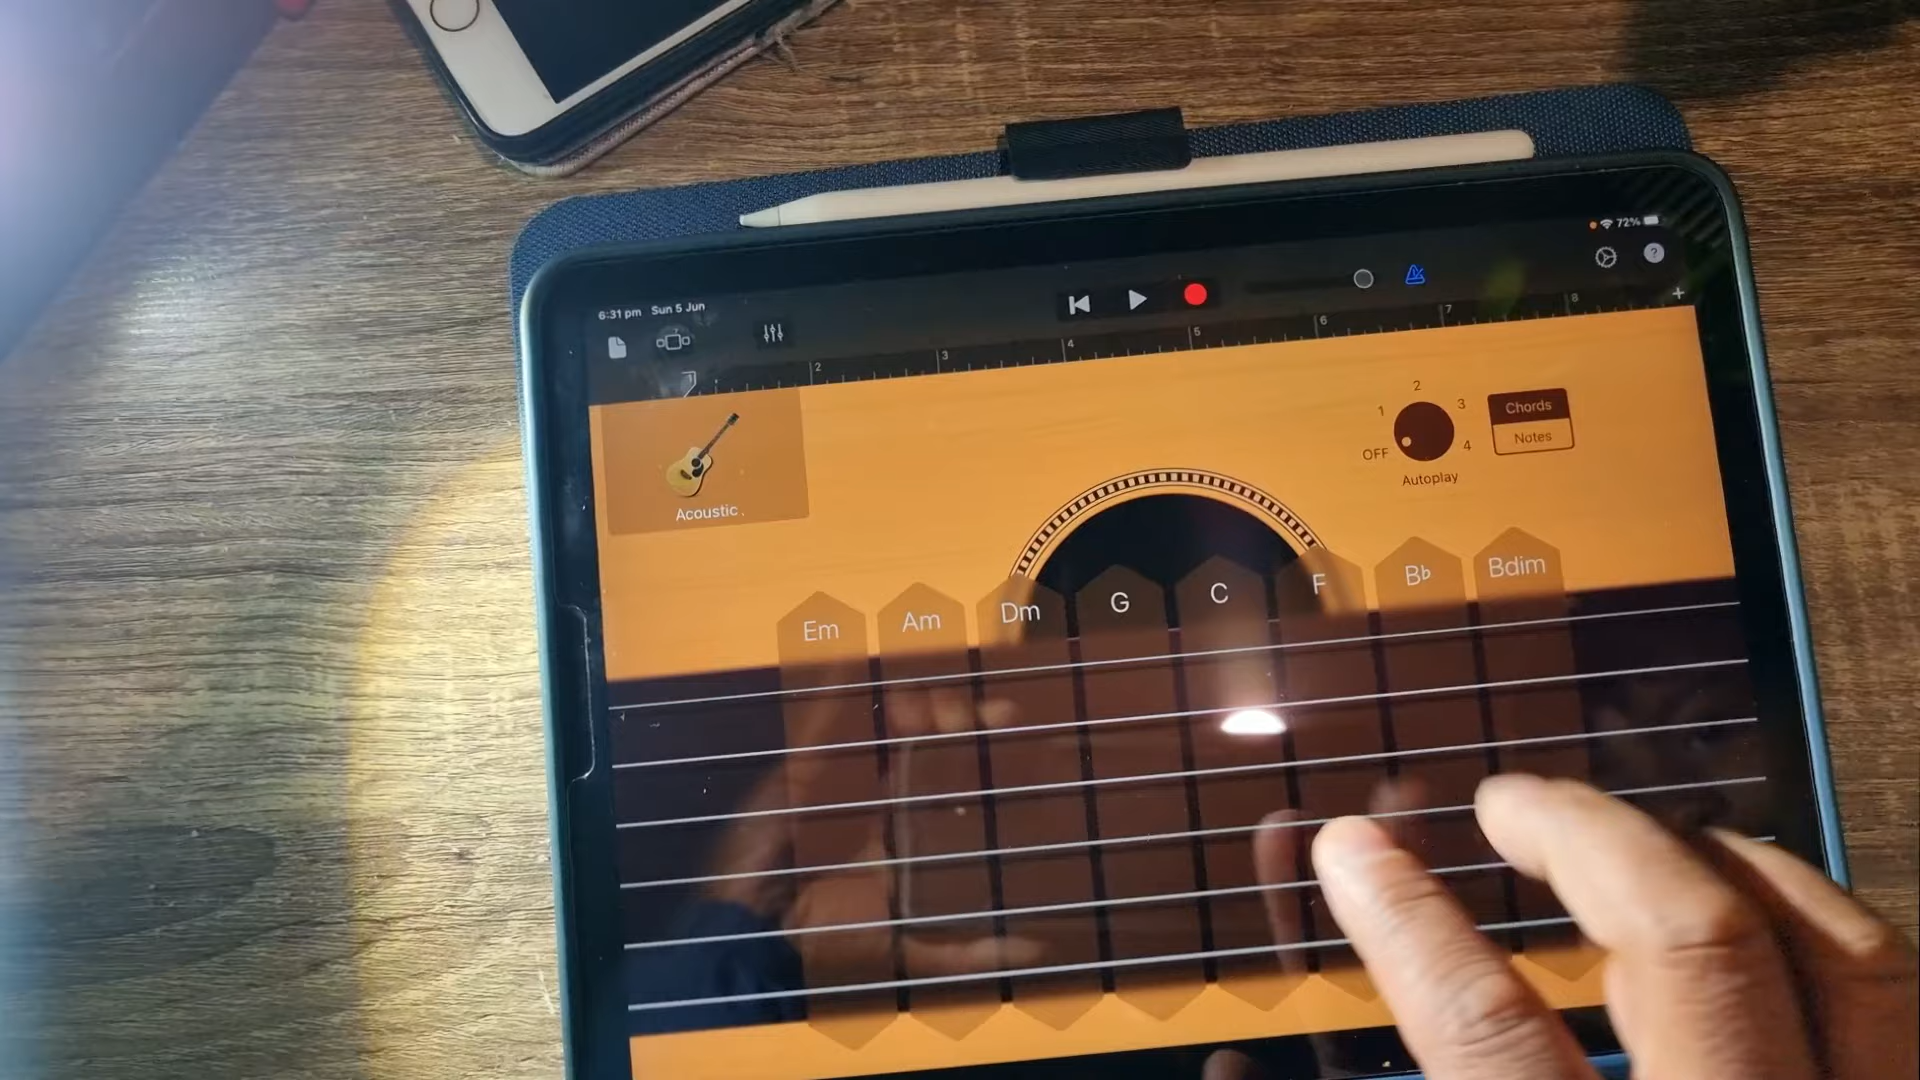 6:31 pm Sun 5 Jun
72%
?
2 3 4 5 6 7 8
+
Acoustic
1 2 3 4
OFF
Autoplay
Chords
Notes
Em Am Dm G C F B♭ Bdim